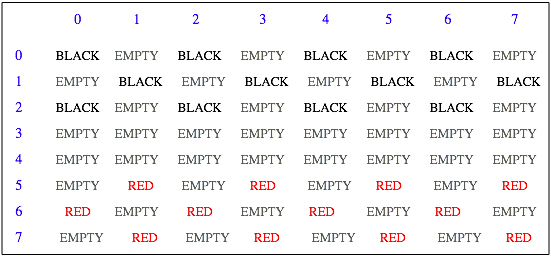 0 1 2 3 4 5 6 7
0 BLACK EMPTY BLACK EMPTY BLACK EMPTY BLACK EMPTY
1 EMPTY BLACK EMPTY BLACK EMPTY BLACK EMPTY BLACK
2 BLACK EMPTY BLACK EMPTY BLACK EMPTY BLACK EMPTY
3 EMPTY EMPTY EMPTY EMPTY EMPTY EMPTY EMPTY EMPTY
4 EMPTY EMPTY EMPTY EMPTY EMPTY EMPTY EMPTY EMPTY
5 EMPTY RED EMPTY RED EMPTY RED EMPTY RED
6 RED EMPTY RED EMPTY RED EMPTY RED EMPTY
7 EMPTY RED EMPTY RED EMPTY RED EMPTY RED